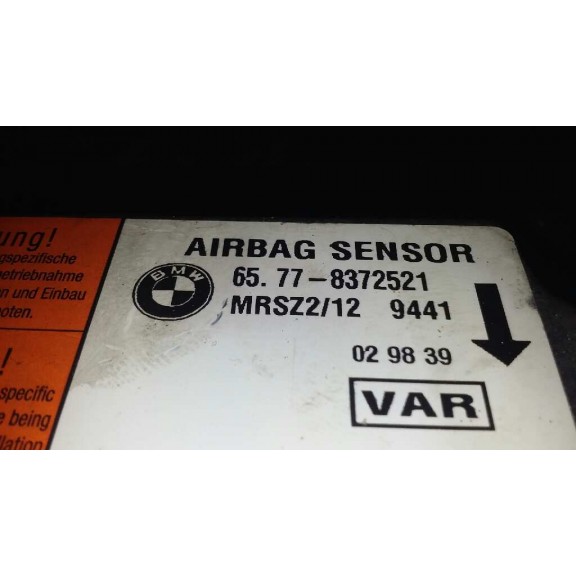 ung!
gspezifische
etriebnahme
n und Einbau
oten.
!
specific
e being
llation
AIRBAG SENSOR
BMW
65. 77-8372521
MRSZ2/12 9441
02 98 39
VAR